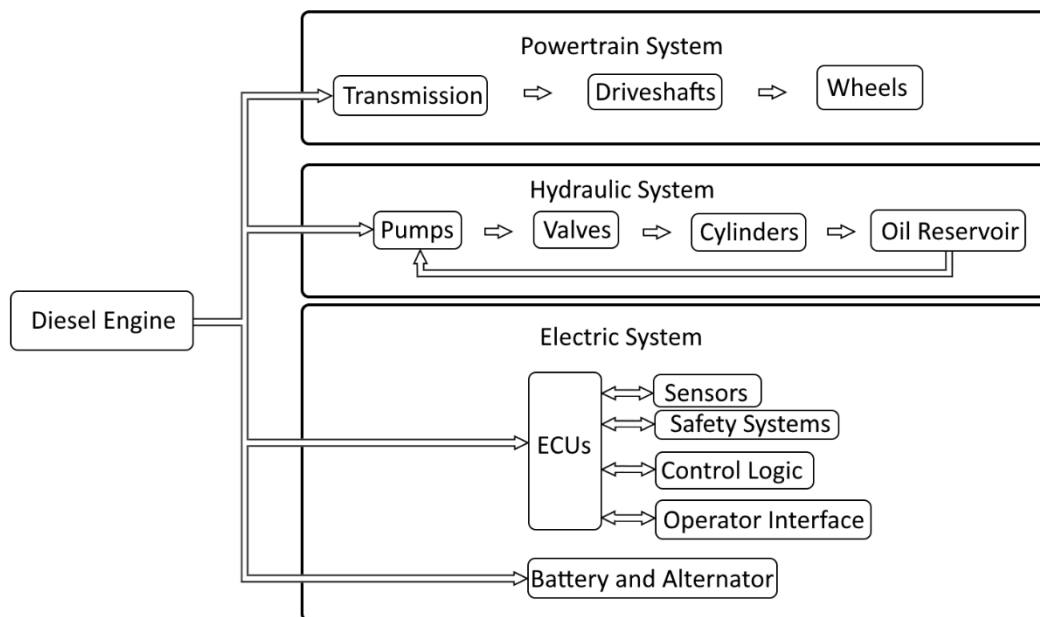 Powertrain System
Transmission
Driveshafts
Wheels
Hydraulic System
Pumps
Valves
Cylinders
Oil Reservoir
Diesel Engine
Electric System
ECUs
Sensors
Safety Systems
Control Logic
Operator Interface
Battery and Alternator